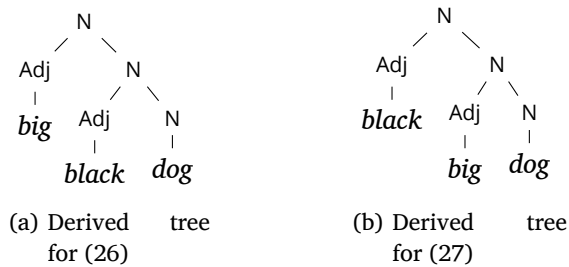 N N
Adj N Adj N
big Adj N black Adj N
black dog big dog
(a) Derived tree
for (26)
(b) Derived tree
for (27)